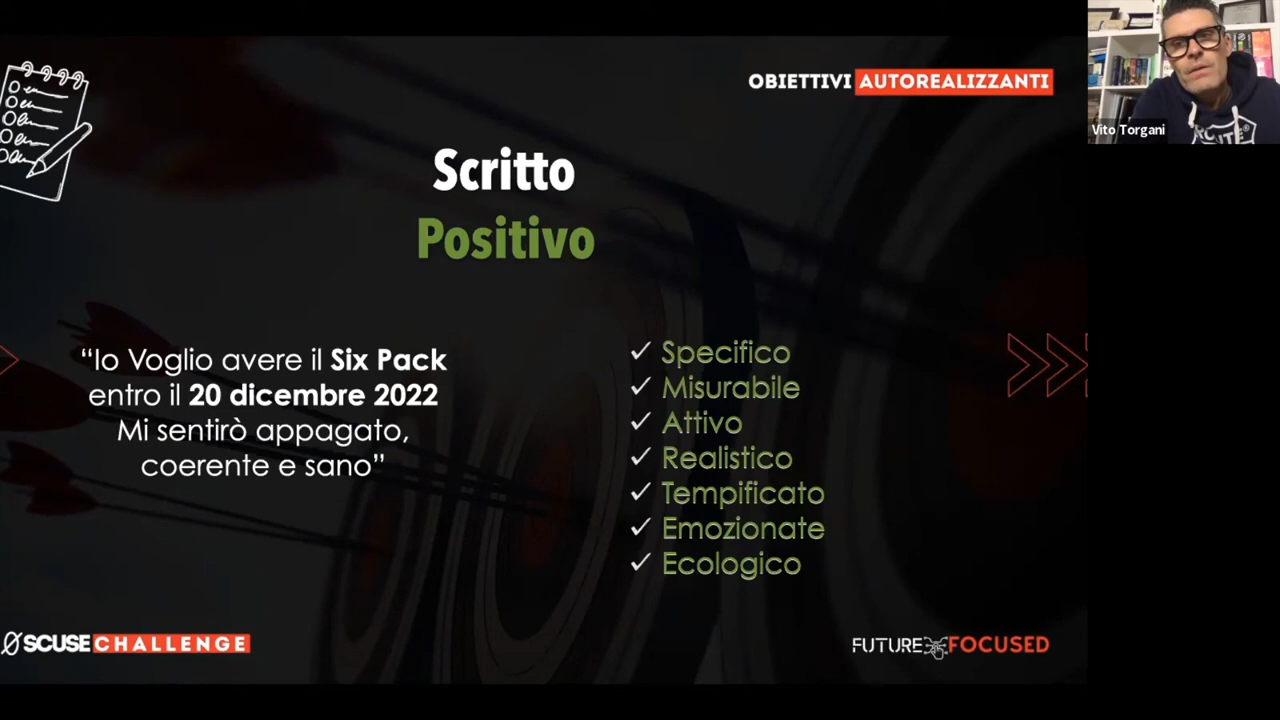 OBIETTIVI AUTOREALIZZANTI
Vito Torgani
Scritto
Positivo
“Io Voglio avere il Six Pack
entro il 20 dicembre 2022
Mi sentirò appagato,
coerente e sano”
✓ Specifico
✓ Misurabile
✓ Attivo
✓ Realistico
✓ Tempificato
✓ Emozionate
✓ Ecologico
ØSCUSE CHALLENGE
FUTURE FOCUSED